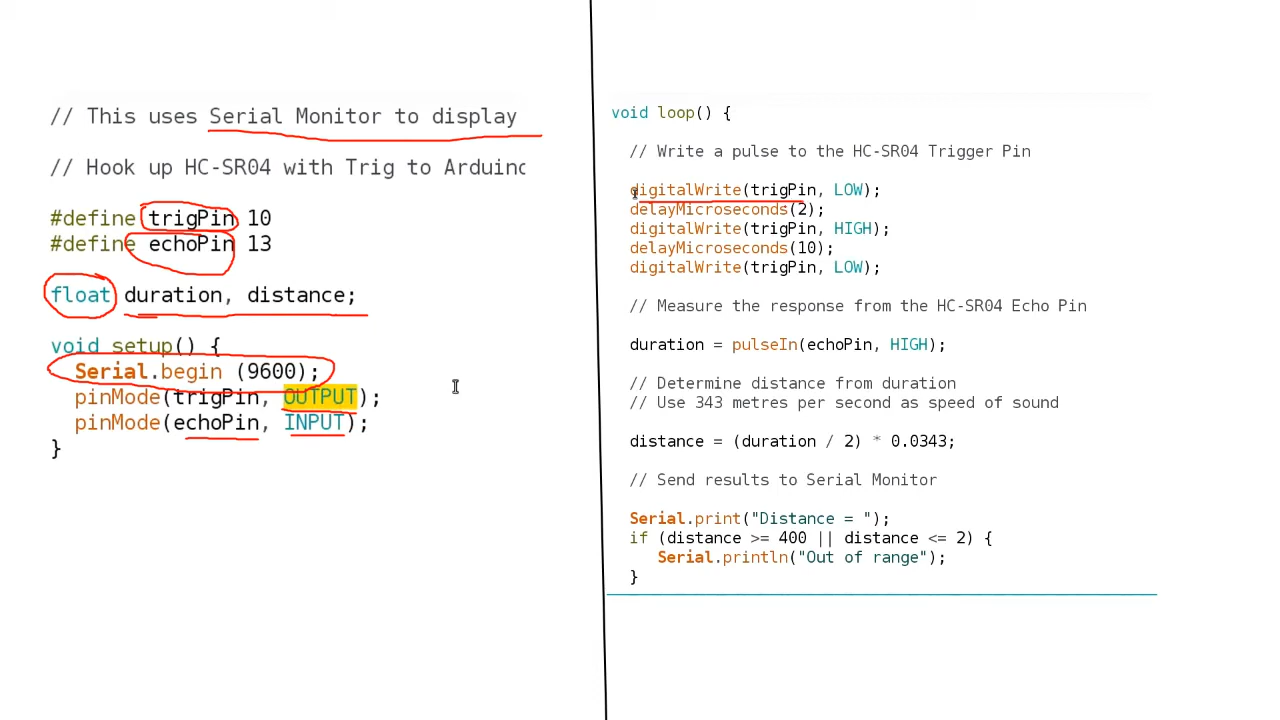 // This uses Serial Monitor to display
// Hook up HC-SR04 with Trig to
#define trigPin 10
#define echoPin 13
float duration, distance;
void setup() {
Serial.begin (9600);
pinMode(trigPin, OUTPUT);
pinMode(echoPin, INPUT);
}
void loop() {
// Write a pulse to the HC-SR04 Trigger Pin
digitalWrite(trigPin, LOW);
delayMicroseconds(2);
digitalWrite(trigPin, HIGH);
delayMicroseconds(10);
digitalWrite(trigPin, LOW);
// Measure the response from the HC-SR04 Echo Pin
duration = pulseIn(echoPin, HIGH);
// Determine distance from duration
// Use 343 metres per second as speed of sound
distance = (duration / 2) * 0.0343;
// Send results to Serial Monitor
Serial.print("Distance = ");
if (distance >= 400 || distance <= 2) {
Serial.println("Out of range");
}